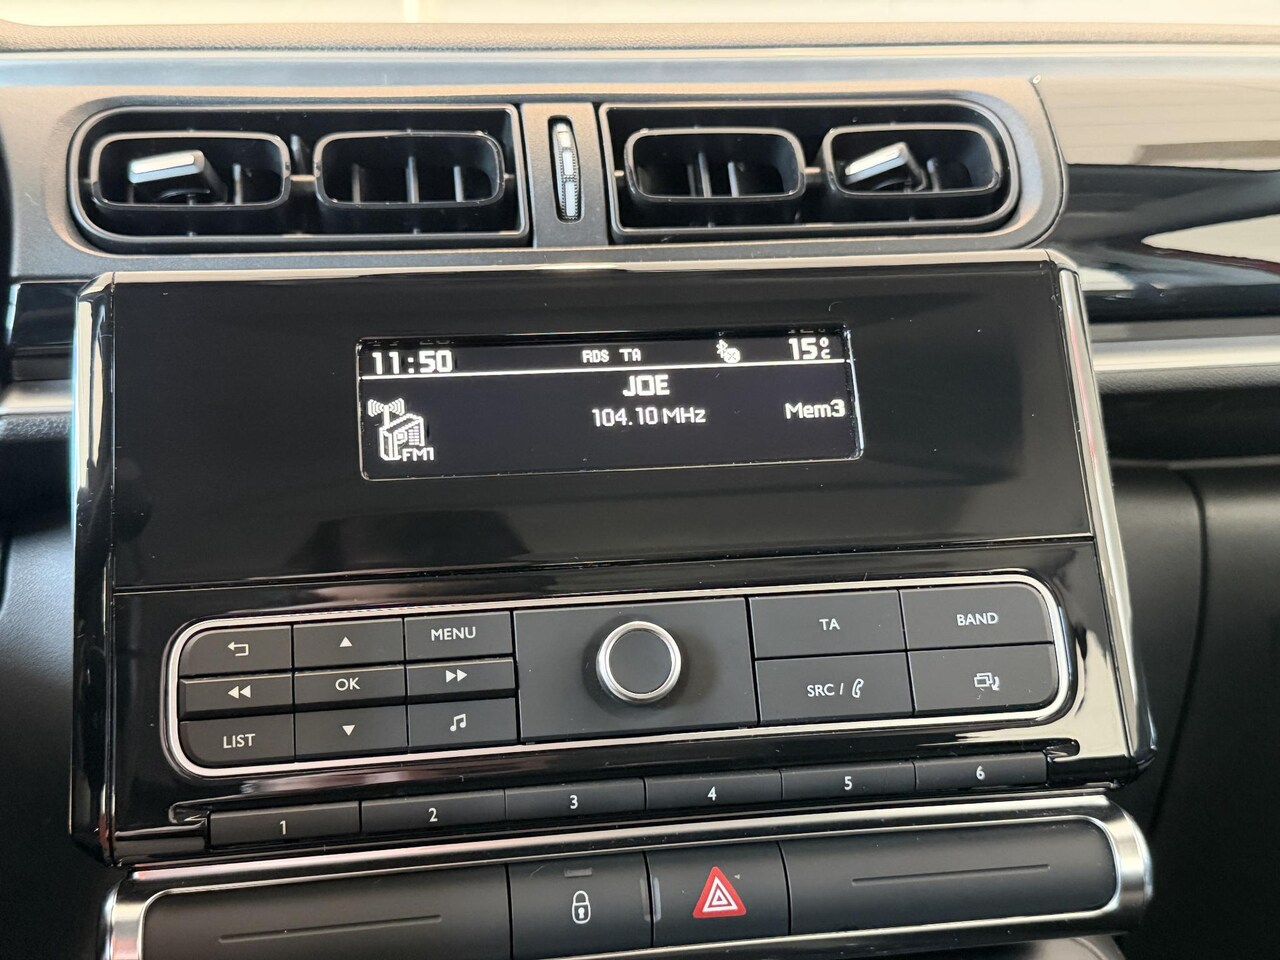 11:50 RDS TA 15°C
JOE
104.10 MHz Mem3
FM1
MENU TA BAND
OK
SRC /
LIST
1 2 3 4 5 6